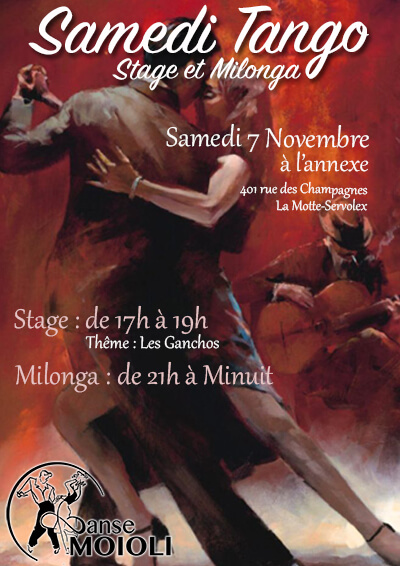 Samedi Tango
Stage et Milonga
Samedi 7 Novembre
à l'annexe
401 rue des Champagnes
La Motte-Servolex
Stage : de 17h à 19h
Thème : Les Ganchos
Milonga : de 21h à Minuit
Danse
MOIOLI